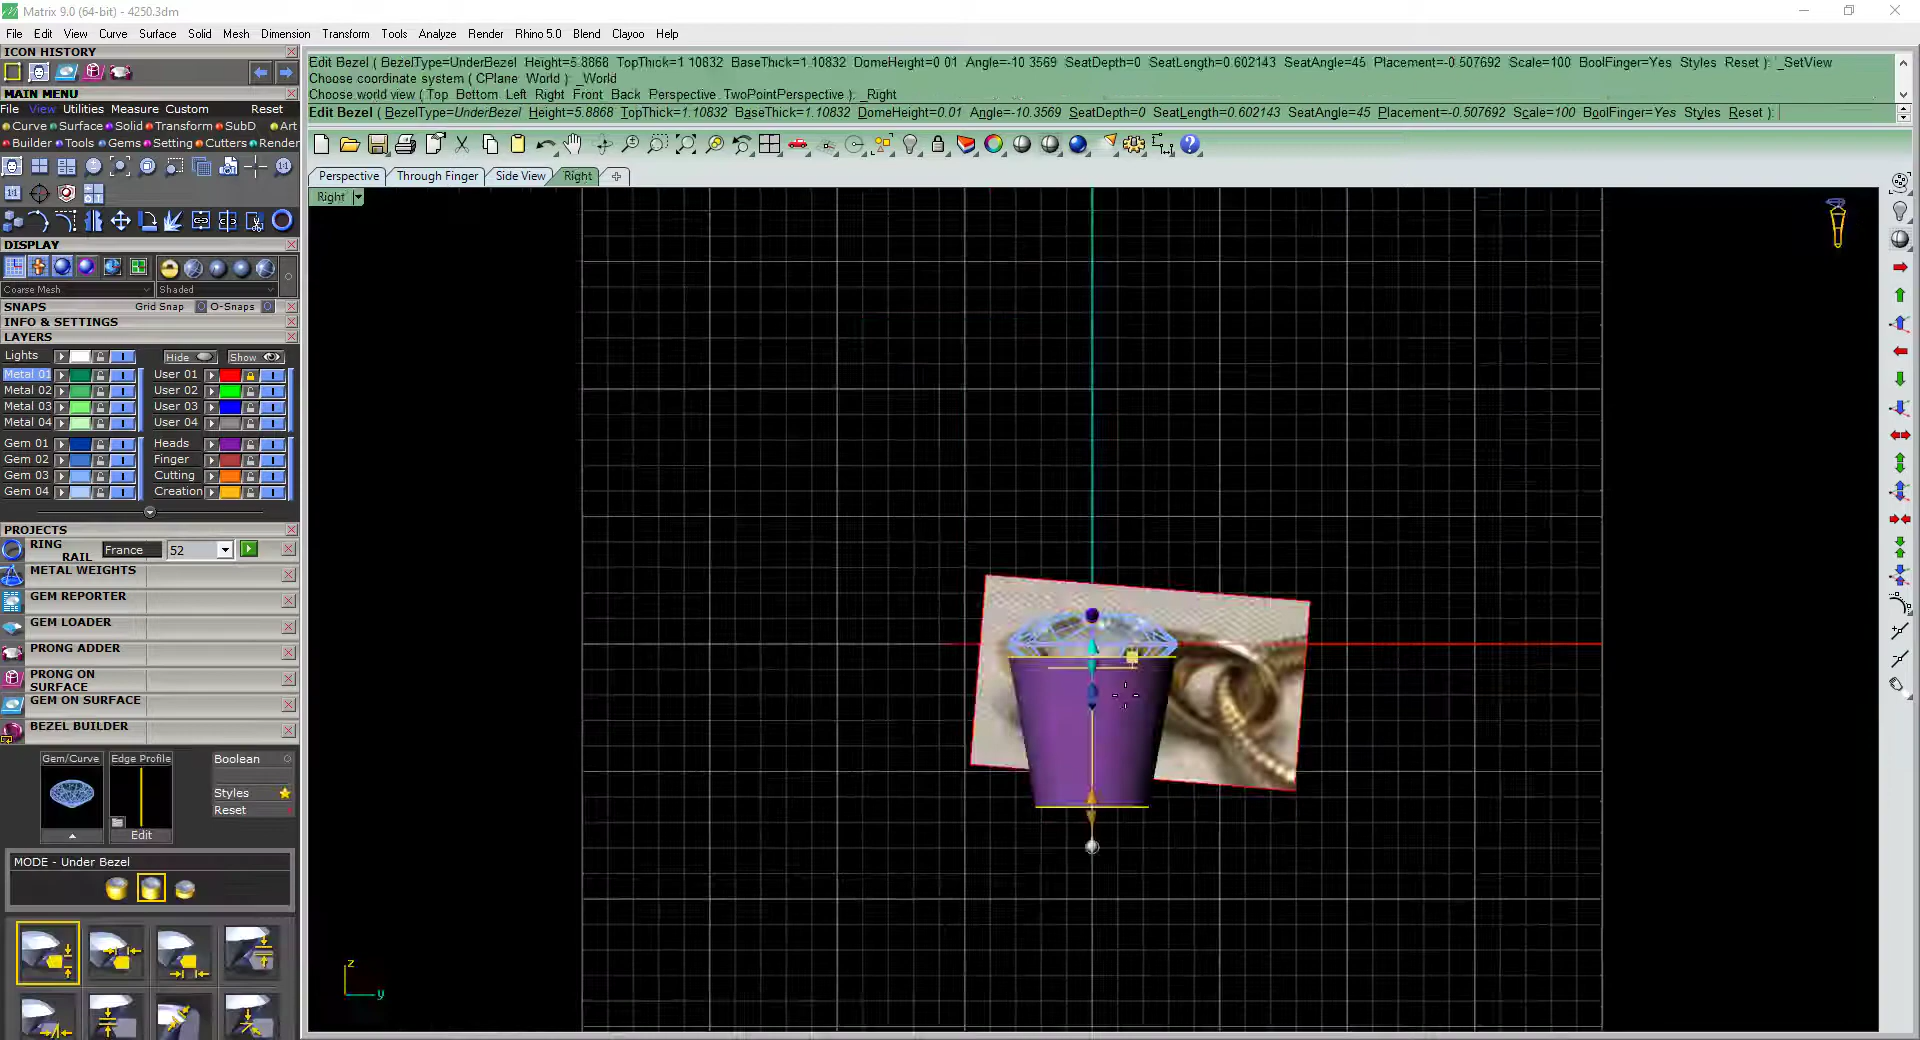 Matrix 9.0 (64-bit) - 4250.3dm
File Edit View Curve Surface Solid Mesh Dimension Transform Tools Analyze Render Rhino 5.0 Blend Clayoo Help
ICON HISTORY
MAIN MENU
File View Utilities Measure Custom Reset
Curve Surface Solid Transform SubD Art
Builder Tools Gems Setting Cutters Render
DISPLAY
Coarse Mesh Shaded
SNAPS Grid Snap O-Snaps
INFO & SETTINGS
LAYERS
Lights Hide Show
Metal 01 User 01
Metal 02 User 02
Metal 03 User 03
Metal 04 User 04
Gem 01 Heads
Gem 02 Finger
Gem 03 Cutting
Gem 04 Creation
PROJECTS
RING RAIL France 52
METAL WEIGHTS
GEM REPORTER
GEM LOADER
PRONG ADDER
PRONG ON SURFACE
GEM ON SURFACE
BEZEL BUILDER
Gem/Curve Edge Profile Boolean
Styles
Reset
Edit
MODE - Under Bezel
Edit Bezel ( BezelType=UnderBezel Height=5.8868 TopThick=1.10832 BaseThick=1.10832 DomeHeight=0.01 Angle=-10.3569 SeatDepth=0 SeatLength=0.602143 SeatAngle=45 Placement=-0.507692 Scale=100 BoolFinger=Yes Styles Reset ): _SetView
Choose coordinate system ( CPlane World ): _World
Choose world view ( Top Bottom Left Right Front Back Perspective TwoPointPerspective ): _Right
Edit Bezel ( BezelType=UnderBezel Height=5.8868 TopThick=1.10832 BaseThick=1.10832 DomeHeight=0.01 Angle=-10.3569 SeatDepth=0 SeatLength=0.602143 SeatAngle=45 Placement=-0.507692 Scale=100 BoolFinger=Yes Styles Reset ):
Perspective Through Finger Side View Right
Right
z
y